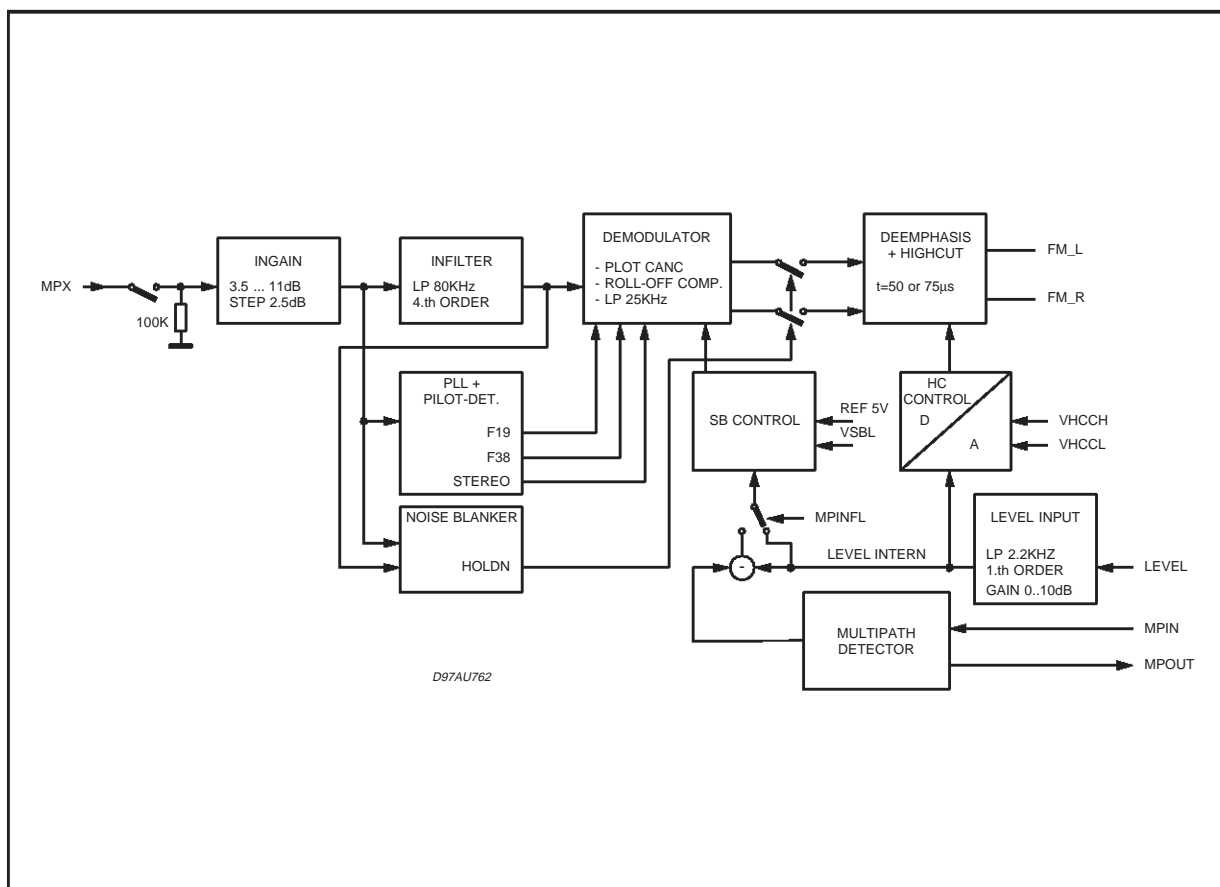 MPX
100K
INGAIN
3.5 ... 11dB
STEP 2.5dB
INFILTER
LP 80KHz
4.th ORDER
DEMODULATOR
- PLOT CANC
- ROLL-OFF COMP.
- LP 25KHz
DEEMPHASIS
+ HIGHCUT
t=50 or 75µs
FM_L
FM_R
PLL +
PILOT-DET.
F19
F38
STEREO
SB CONTROL
REF 5V
VSBL
HC
CONTROL
D
A
VHCCH
VHCCL
NOISE BLANKER
HOLDN
MPINFL
-
LEVEL INTERN
LEVEL INPUT
LP 2.2KHZ
1.th ORDER
GAIN 0..10dB
LEVEL
MULTIPATH
DETECTOR
MPIN
MPOUT
D97AU762